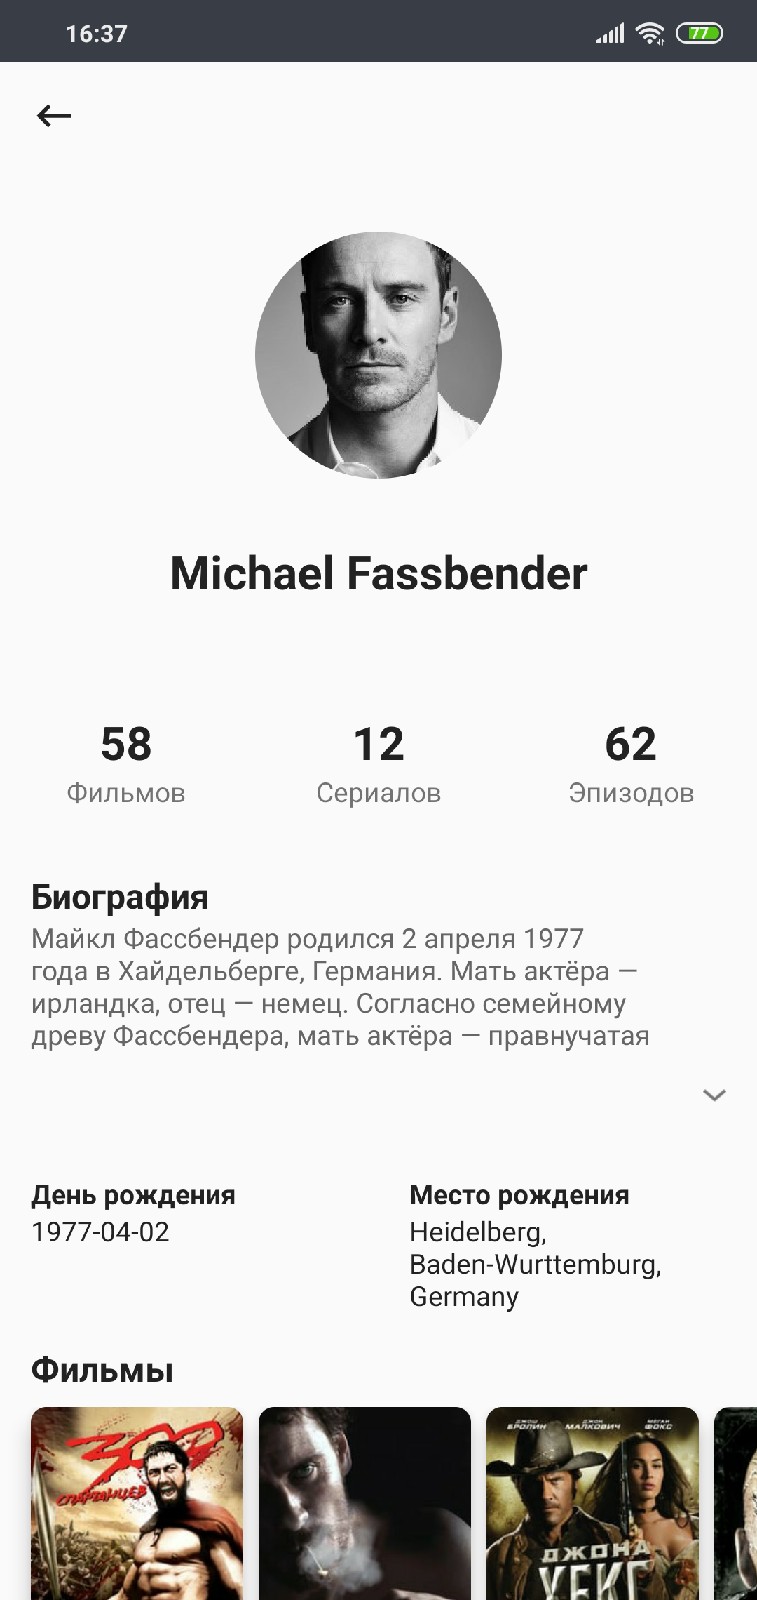 16:37
77
Michael Fassbender
58 12 62
Фильмов Сериалов Эпизодов
Биография
Майкл Фассбендер родился 2 апреля 1977
года в Хайдельберге, Германия. Мать актёра —
ирландка, отец — немец. Согласно семейному
древу Фассбендера, мать актёра — правнучатая
День рождения
1977-04-02
Место рождения
Heidelberg,
Baden-Wurttemburg,
Germany
Фильмы
300
СПАРТАНЦЕВ
ДЖОШ ДЖОН МЕГАН
БРОЛИН МАЛКОВИЧ ФОКС
ДЖОНА
ХЕКС